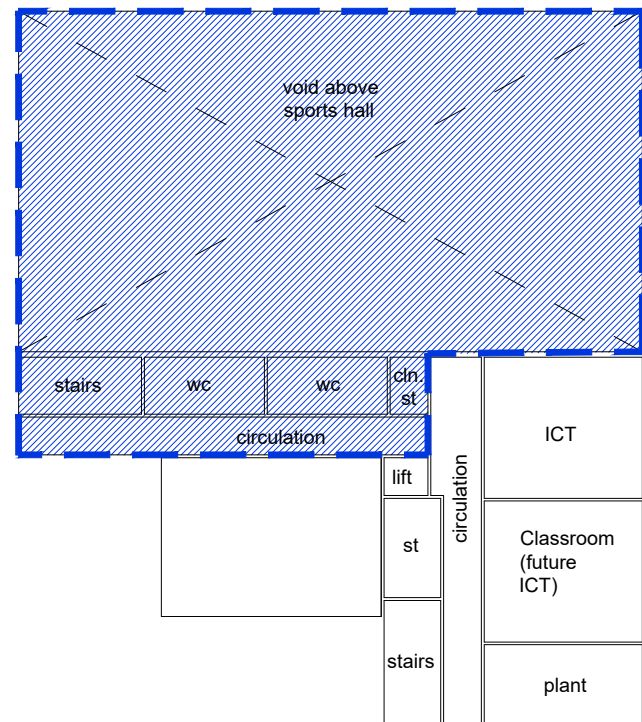 void above
sports hall
stairs
wc
wc
cln.
st
circulation
lift
circulation
ICT
st
Classroom
(future
ICT)
stairs
plant